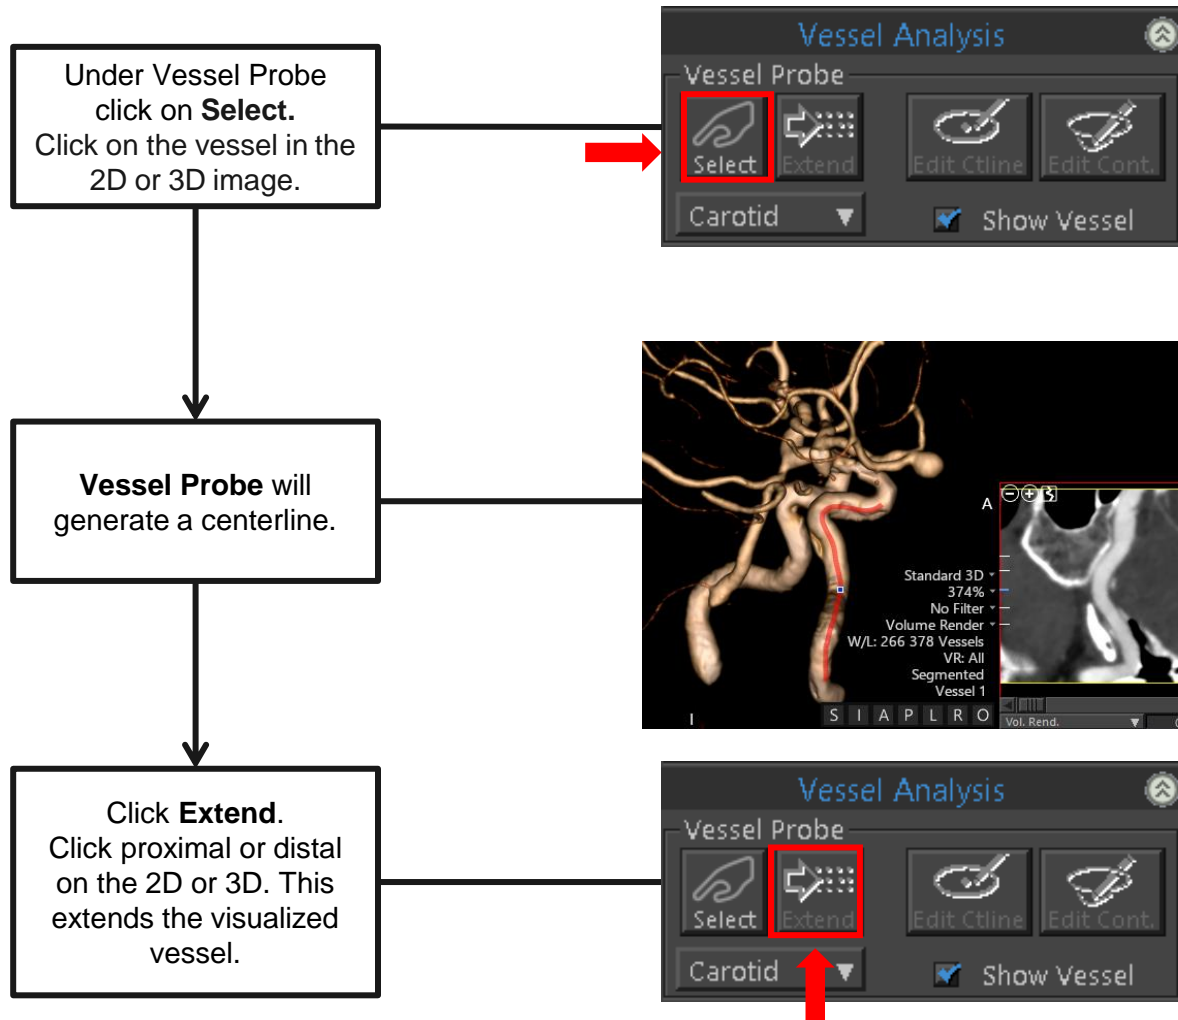 Under Vessel Probe
click on Select.
Click on the vessel in the
2D or 3D image.
Vessel Analysis
Vessel Probe
Select
Extend
Edit Ctline
Edit Cont.
Carotid
Show Vessel
Vessel Probe will
generate a centerline.
A
Standard 3D
374%
No Filter
Volume Render
W/L: 266 378 Vessels
VR: All
Segmented
Vessel 1
I
S I A P L R O
Vol. Rend.
Click Extend.
Click proximal or distal
on the 2D or 3D. This
extends the visualized
vessel.
Vessel Analysis
Vessel Probe
Select
Extend
Edit Ctline
Edit Cont.
Carotid
Show Vessel